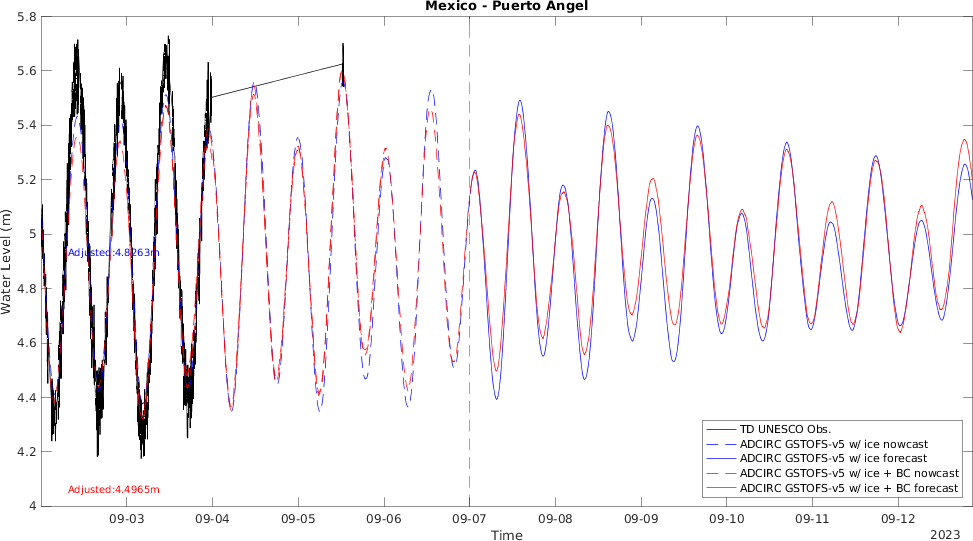 Mexico - Puerto Angel
5.8
5.6
5.4
5.2
5
4.8
4.6
4.4
4.2
4
Water Level (m)
Adjusted:4.8263m
Adjusted:4.4965m
TD UNESCO Obs.
ADCIRC GSTOFS-v5 w/ ice nowcast
ADCIRC GSTOFS-v5 w/ ice forecast
ADCIRC GSTOFS-v5 w/ ice + BC nowcast
ADCIRC GSTOFS-v5 w/ ice + BC forecast
09-03 09-04 09-05 09-06 09-07 09-08 09-09 09-10 09-11 09-12
Time
2023